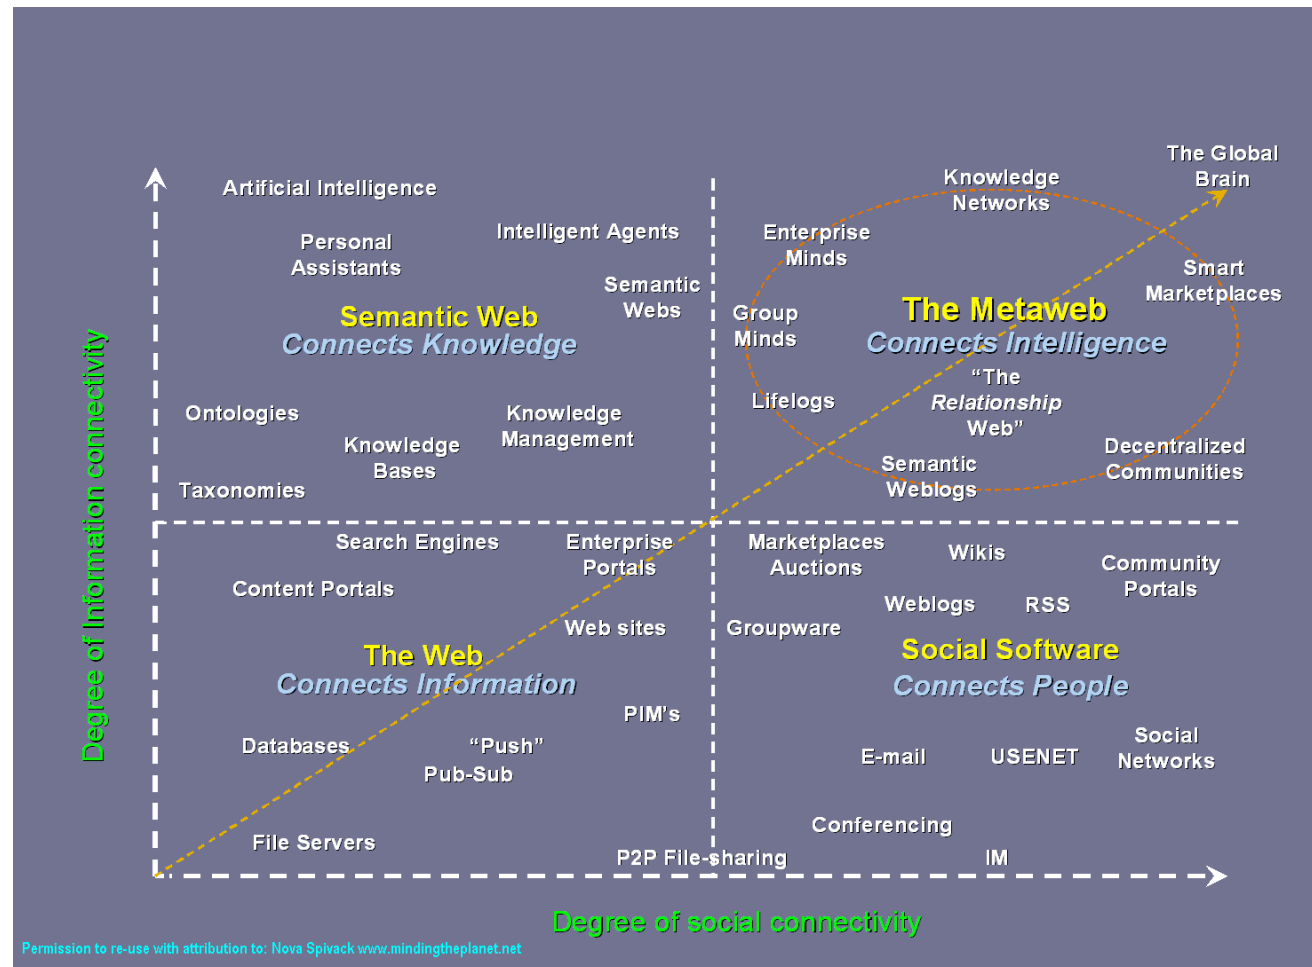 The Global
Brain
Artificial Intelligence
Knowledge
Networks
Personal
Assistants
Intelligent Agents
Enterprise
Minds
Semantic
Webs
Smart
Marketplaces
Semantic Web
Connects Knowledge
Group
Minds
The Metaweb
Connects Intelligence
“The
Relationship
Web”
Lifelogs
Ontologies
Knowledge
Management
Knowledge
Bases
Taxonomies
Semantic
Weblogs
Decentralized
Communities
Degree of Information connectivity
Search Engines
Enterprise
Portals
Content Portals
Web sites
The Web
Connects Information
PIM's
Databases
“Push”
Pub-Sub
File Servers
Marketplaces
Auctions
Wikis
Community
Portals
Weblogs
RSS
Groupware
Social Software
Connects People
E-mail
USENET
Social
Networks
Conferencing
P2P File-sharing
IM
Degree of social connectivity
Permission to re-use with attribution to: Nova Spivack www.mindingtheplanet.net